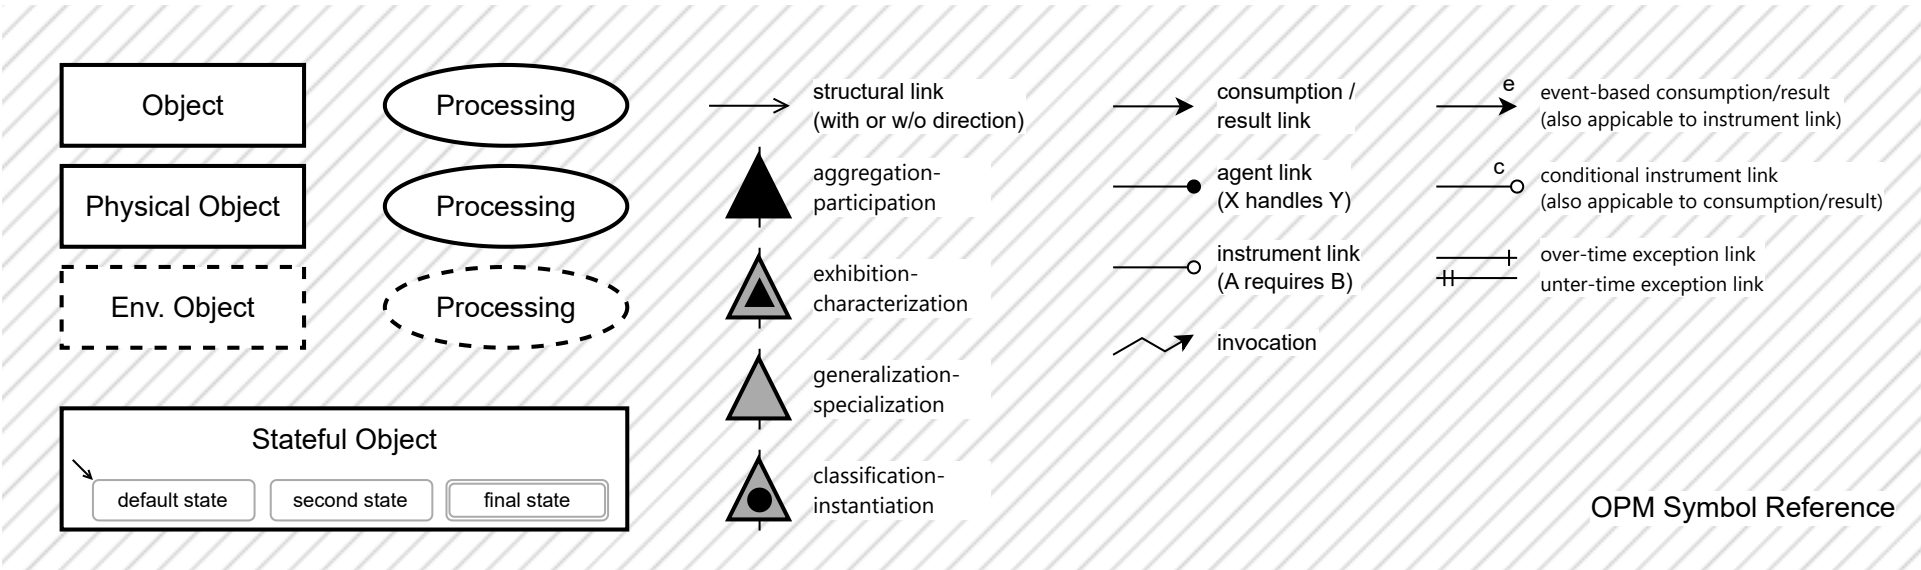 Object
Processing
Physical Object
Processing
Env. Object
Processing
Stateful Object
default state
second state
final state
structural link
(with or w/o direction)
aggregation-
participation
exhibition-
characterization
generalization-
specialization
classification-
instantiation
consumption /
result link
agent link
(X handles Y)
instrument link
(A requires B)
invocation
e
event-based consumption/result
(also appicable to instrument link)
c
conditional instrument link
(also appicable to consumption/result)
over-time exception link
unter-time exception link
OPM Symbol Reference